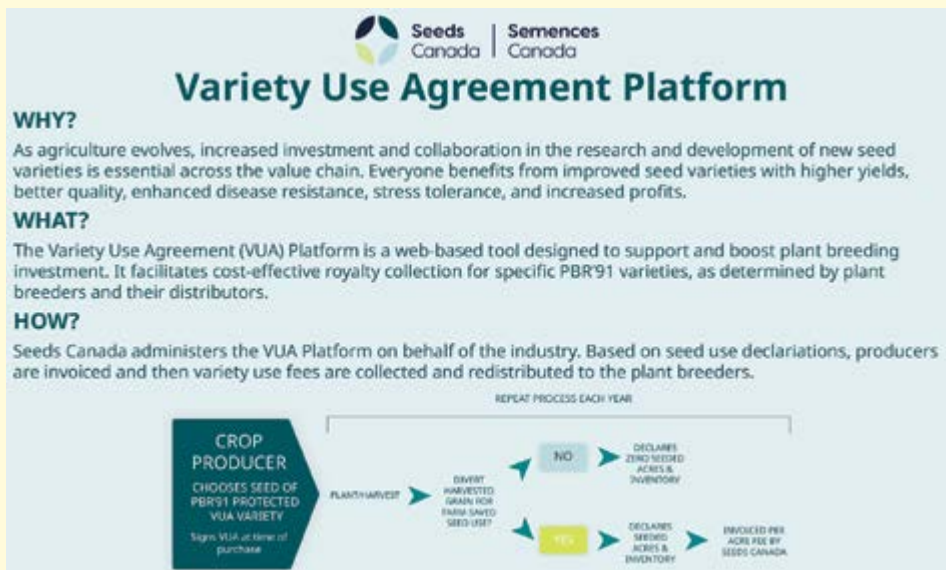 Seeds Canada | Semences Canada
Variety Use Agreement Platform
WHY?
As agriculture evolves, increased investment and collaboration in the research and development of new seed
varieties is essential across the value chain. Everyone benefits from improved seed varieties with higher yields,
better quality, enhanced disease resistance, stress tolerance, and increased profits.
WHAT?
The Variety Use Agreement (VUA) Platform is a web-based tool designed to support and boost plant breeding
investment. It facilitates cost-effective royalty collection for specific PBR'91 varieties, as determined by plant
breeders and their distributors.
HOW?
Seeds Canada administers the VUA Platform on behalf of the industry. Based on seed use declariations, producers
are invoiced and then variety use fees are collected and redistributed to the plant breeders.
REPEAT PROCESS EACH YEAR
CROP
PRODUCER
CHOOSES SEED OF
PBR'91 PROTECTED
VUA VARIETY
Signs VUA at time of
purchase
PLANT/HARVEST
DIVERT
HARVESTED
GRAIN FOR
FARM SAVED
SEED USE?
NO
DECLARES
ZERO SEEDED
ACRES &
INVENTORY
YES
DECLARES
SEEDED
ACRES &
INVENTORY
INVOICED PER
ACRE FEE BY
SEEDS CANADA